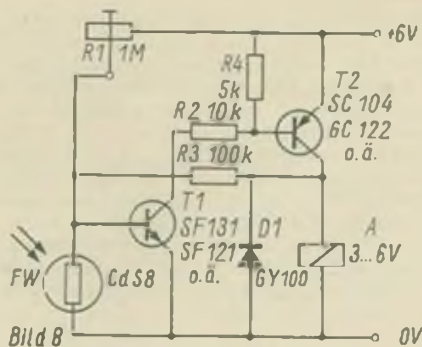 +6V
R1 1M
R4
5k
T2
SC 104
6C 122
o.ä.
R2 10k
R3 100k
T1
SF131
SF121
o.ä.
D1
GY100
A
3...6V
FW
CdS8
Bild 8
0V